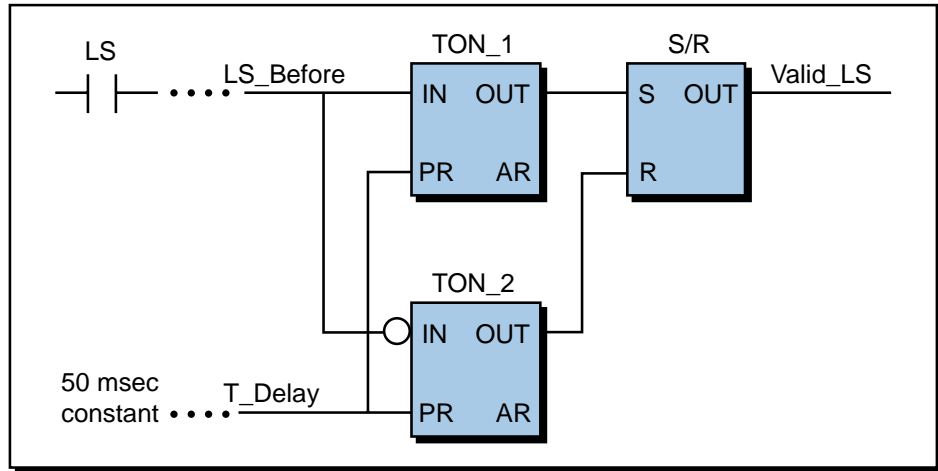 LS
LS_Before
TON_1
IN OUT
PR AR
S/R
S OUT
R
Valid_LS
TON_2
IN OUT
PR AR
50 msec
constant
T_Delay